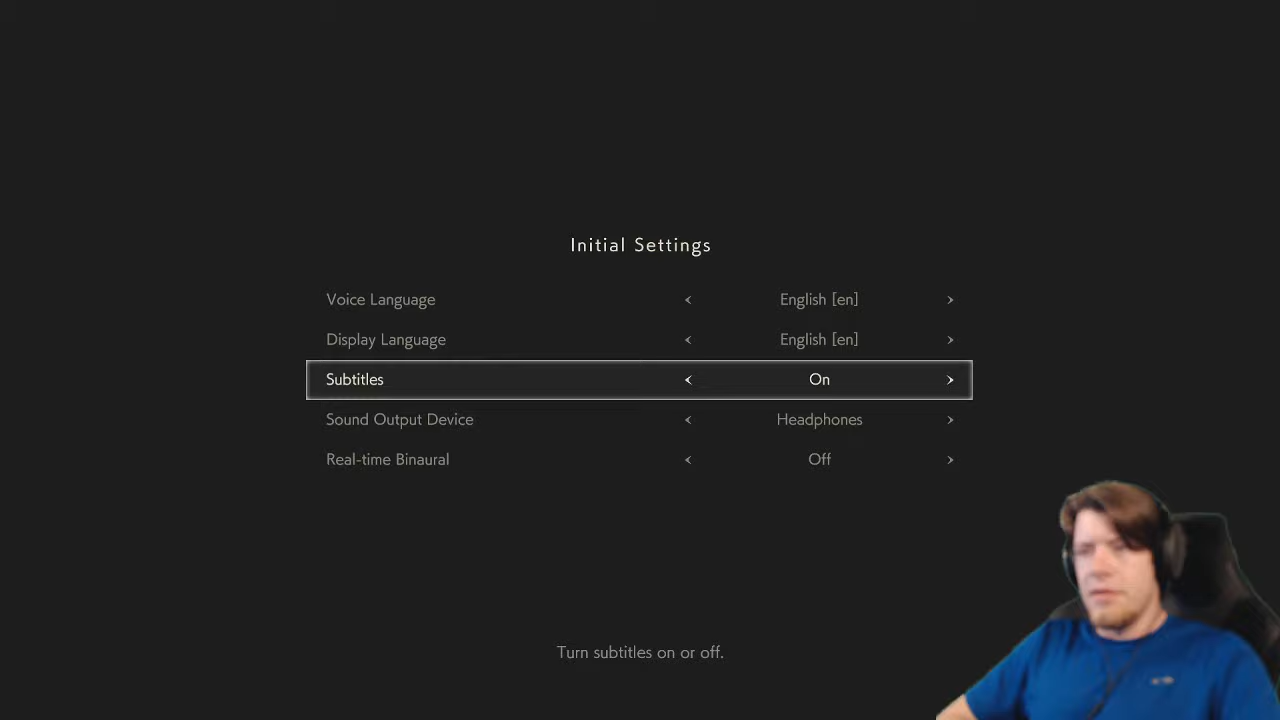 Initial Settings
Voice Language < English [en] >
Display Language < English [en] >
Subtitles < On >
Sound Output Device < Headphones >
Real-time Binaural < Off >
Turn subtitles on or off.